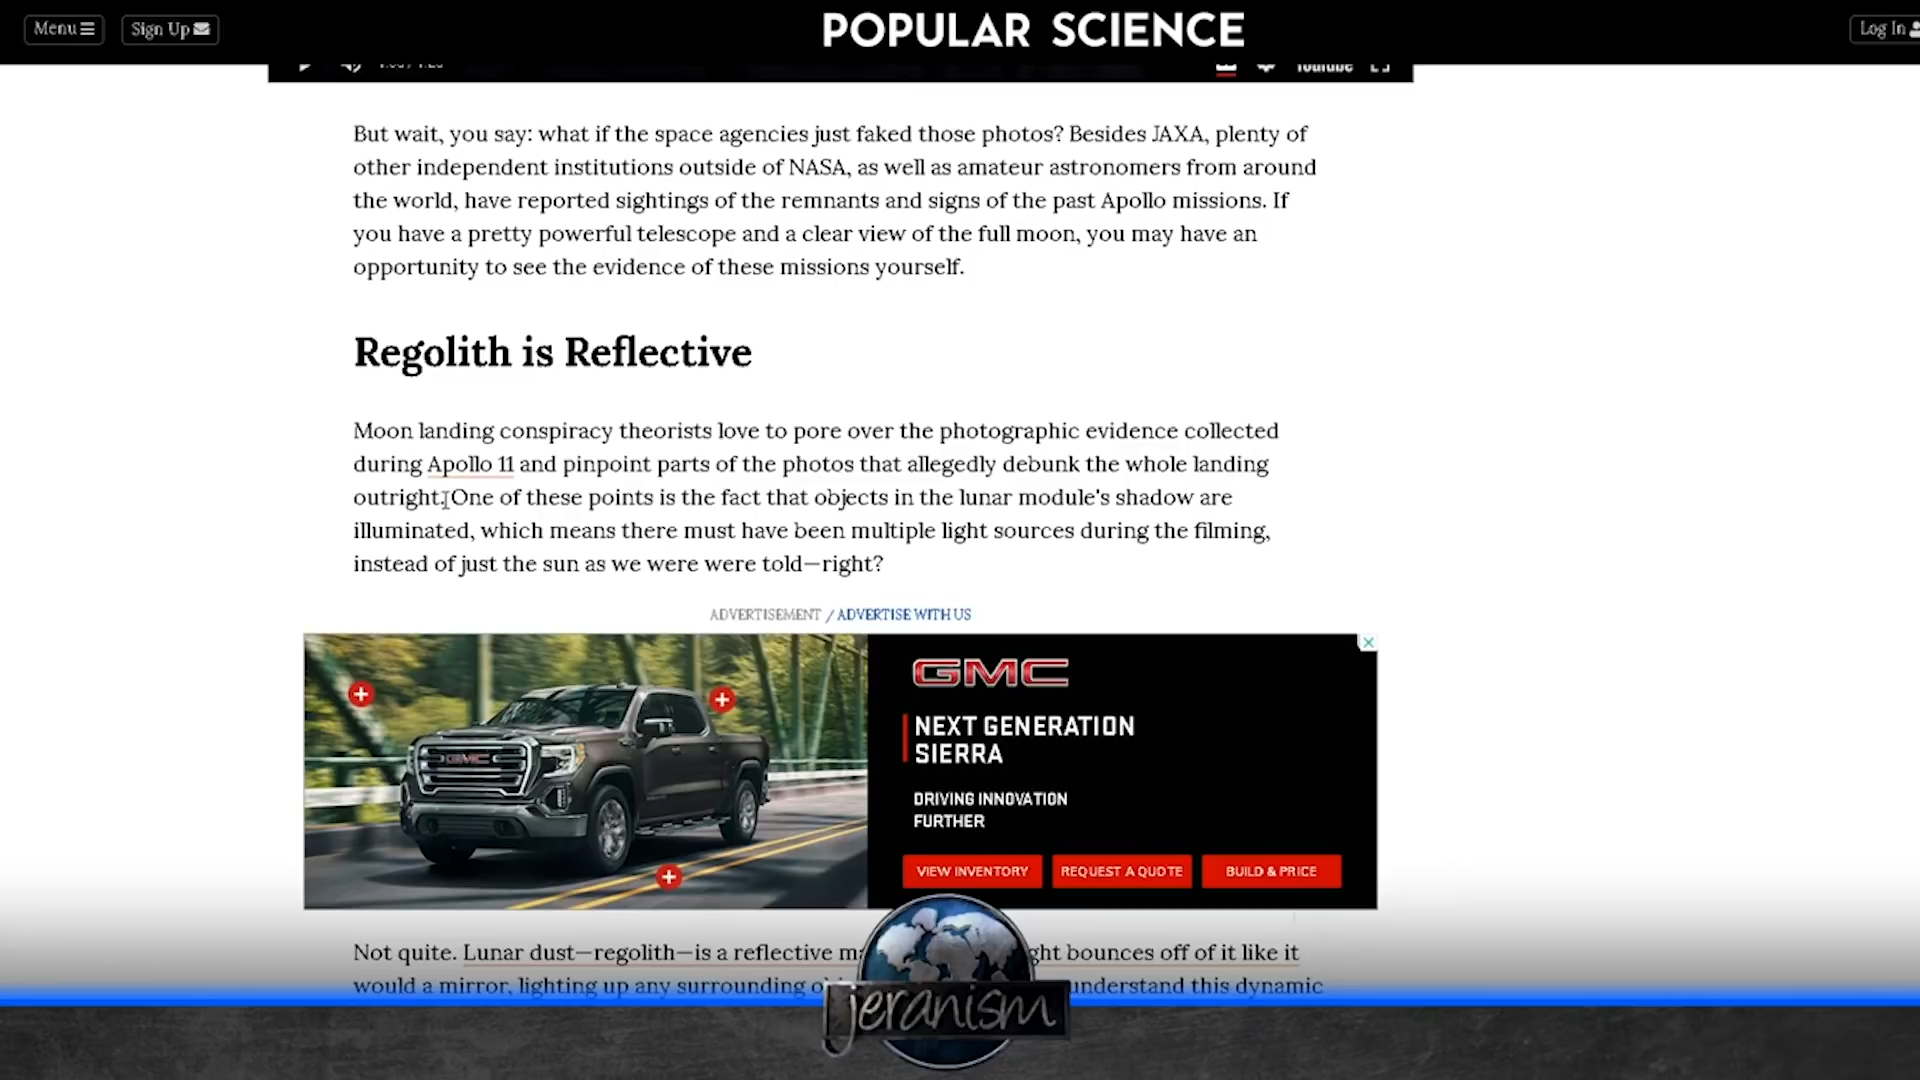 Menu
Sign Up
POPULAR SCIENCE
Log In
YouTube
But wait, you say: what if the space agencies just faked those photos? Besides JAXA, plenty of
other independent institutions outside of NASA, as well as amateur astronomers from around
the world, have reported sightings of the remnants and signs of the past Apollo missions. If
you have a pretty powerful telescope and a clear view of the full moon, you may have an
opportunity to see the evidence of these missions yourself.
Regolith is Reflective
Moon landing conspiracy theorists love to pore over the photographic evidence collected
during Apollo 11 and pinpoint parts of the photos that allegedly debunk the whole landing
outright. One of these points is the fact that objects in the lunar module's shadow are
illuminated, which means there must have been multiple light sources during the filming,
instead of just the sun as we were were told—right?
ADVERTISEMENT / ADVERTISE WITH US
GMC
GMC
NEXT GENERATION
SIERRA
DRIVING INNOVATION
FURTHER
VIEW INVENTORY
REQUEST A QUOTE
BUILD & PRICE
Not quite. Lunar dust—regolith—is a reflective bounces off of it like it
would a mirror, lighting up any surrounding understand this dynamic
jeranism